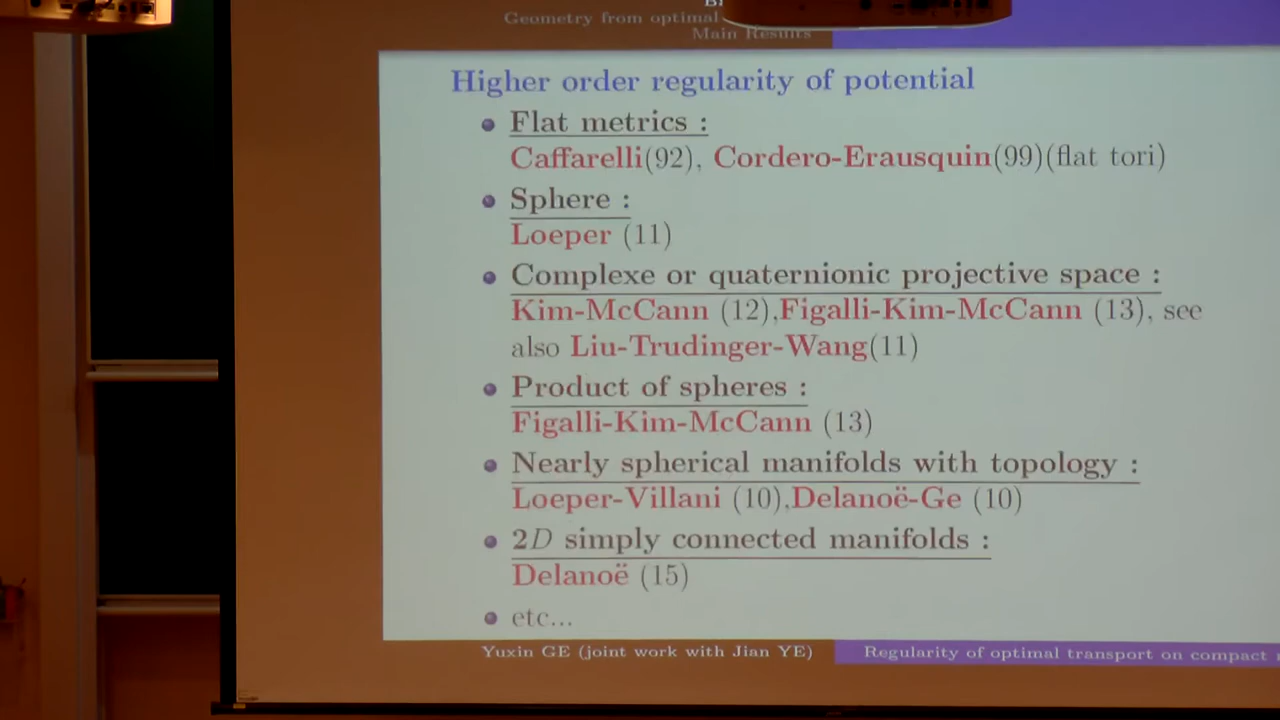 Geometry from optimal
Main Results
Higher order regularity of potential
Flat metrics :
Caffarelli(92), Cordero-Erausquin(99)(flat tori)
Sphere :
Loeper (11)
Complexe or quaternionic projective space :
Kim-McCann (12),Figalli-Kim-McCann (13), see
also Liu-Trudinger-Wang(11)
Product of spheres :
Figalli-Kim-McCann (13)
Nearly spherical manifolds with topology :
Loeper-Villani (10),Delanoë-Ge (10)
2D simply connected manifolds :
Delanoë (15)
etc...
Yuxin GE (joint work with Jian YE)
Regularity of optimal transport on compact